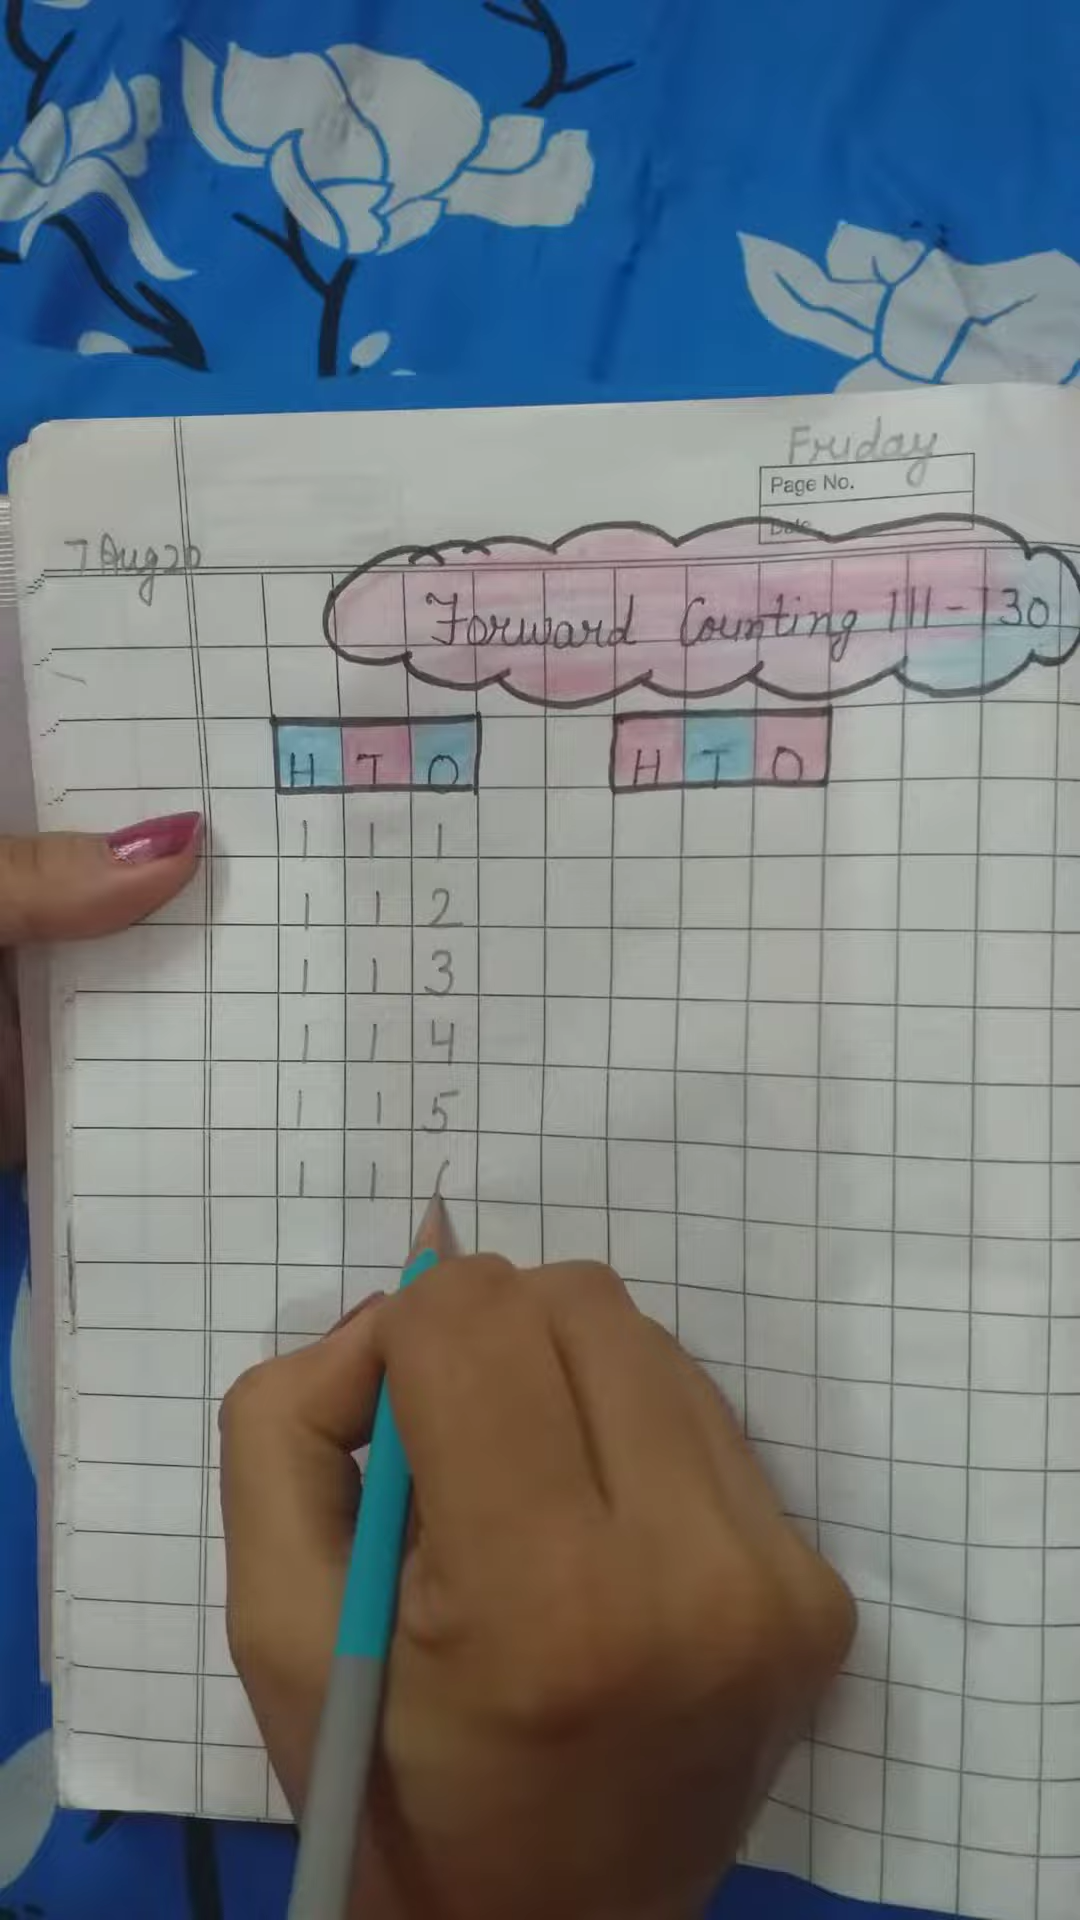 Friday
Page No.
Date
7 Aug 20
Forward Counting 111-130
H T O H T O
1 1 1
1 1 2
1 1 3
1 1 4
1 1 5
1 1